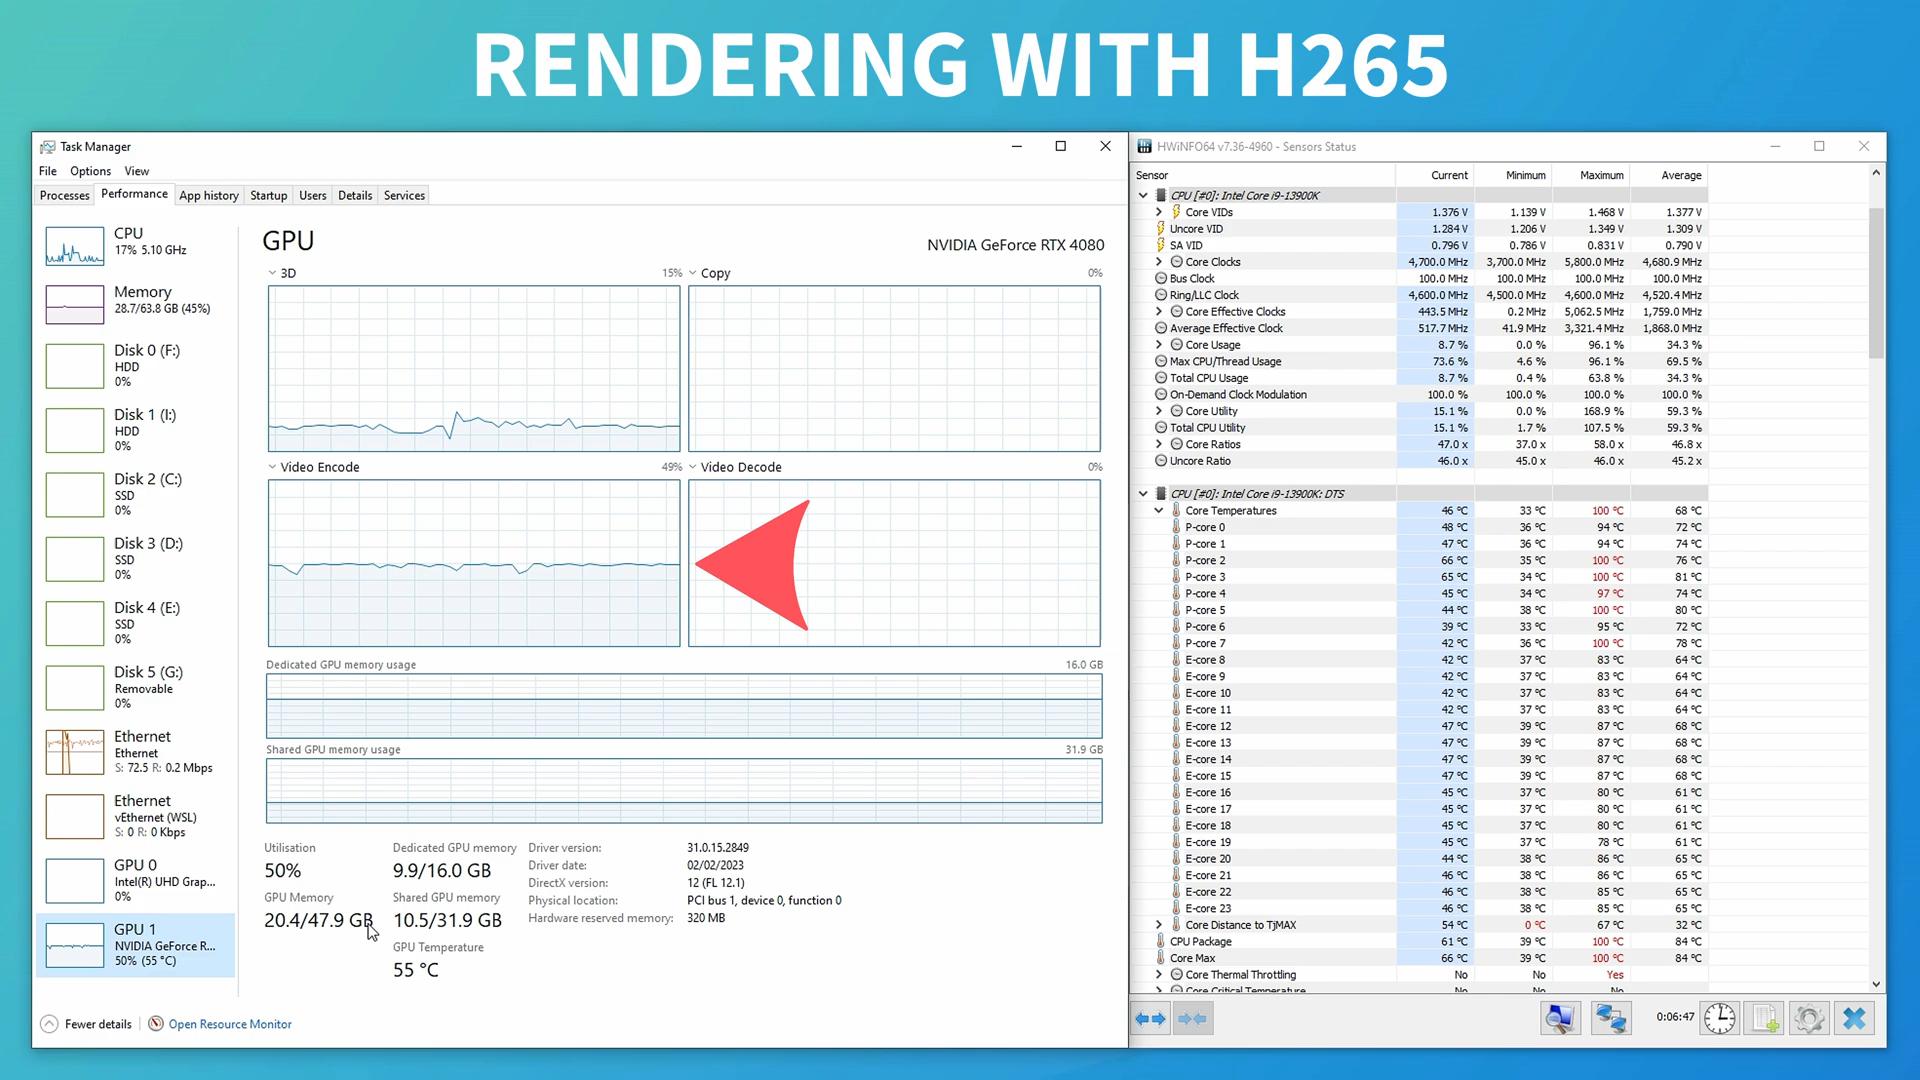 RENDERING WITH H265
Task Manager
File Options View
Processes Performance App history Startup Users Details Services
CPU
17% 5.10 GHz
Memory
28.7/63.8 GB (45%)
Disk 0 (F:)
HDD
0%
Disk 1 (I:)
HDD
0%
Disk 2 (C:)
SSD
0%
Disk 3 (D:)
SSD
0%
Disk 4 (E:)
SSD
0%
Disk 5 (G:)
Removable
0%
Ethernet
Ethernet
S: 72.5 R: 0.2 Mbps
Ethernet
vEthernet (WSL)
S: 0 R: 0 Kbps
GPU 0
Intel(R) UHD Grap...
0%
GPU 1
NVIDIA GeForce R...
50% (55 °C)
GPU
NVIDIA GeForce RTX 4080
3D 15% Copy 0%
Video Encode 49% Video Decode 0%
Dedicated GPU memory usage 16.0 GB
Shared GPU memory usage 31.9 GB
Utilisation
50%
GPU Memory
20.4/47.9 GB
Dedicated GPU memory
9.9/16.0 GB
Shared GPU memory
10.5/31.9 GB
GPU Temperature
55 °C
Driver version: 31.0.15.2849
Driver date: 02/02/2023
DirectX version: 12 (FL 12.1)
Physical location: PCI bus 1, device 0, function 0
Hardware reserved memory: 320 MB
Fewer details Open Resource Monitor
HWiNFO64 v7.36-4960 - Sensors Status
Sensor Current Minimum Maximum Average
CPU [#0]: Intel Core i9-13900K
Core VIDs 1.376 V 1.139 V 1.468 V 1.377 V
Uncore VID 1.284 V 1.206 V 1.349 V 1.309 V
SA VID 0.796 V 0.786 V 0.831 V 0.790 V
Core Clocks 4,700.0 MHz 3,700.0 MHz 5,800.0 MHz 4,680.9 MHz
Bus Clock 100.0 MHz 100.0 MHz 100.0 MHz 100.0 MHz
Ring/LLC Clock 4,600.0 MHz 4,500.0 MHz 4,600.0 MHz 4,520.4 MHz
Core Effective Clocks 443.5 MHz 0.2 MHz 5,062.5 MHz 1,759.0 MHz
Average Effective Clock 517.7 MHz 41.9 MHz 3,321.4 MHz 1,868.0 MHz
Core Usage 8.7 % 0.0 % 96.1 % 34.3 %
Max CPU/Thread Usage 73.6 % 4.6 % 96.1 % 69.5 %
Total CPU Usage 8.7 % 0.4 % 63.8 % 34.3 %
On-Demand Clock Modulation 100.0 % 100.0 % 100.0 % 100.0 %
Core Utility 15.1 % 0.0 % 168.9 % 59.3 %
Total CPU Utility 15.1 % 1.7 % 107.5 % 59.3 %
Core Ratios 47.0 x 37.0 x 58.0 x 46.8 x
Uncore Ratio 46.0 x 45.0 x 46.0 x 45.2 x
CPU [#0]: Intel Core i9-13900K: DTS
Core Temperatures 46 °C 33 °C 100 °C 68 °C
P-core 0 48 °C 36 °C 94 °C 72 °C
P-core 1 47 °C 36 °C 94 °C 74 °C
P-core 2 66 °C 35 °C 100 °C 76 °C
P-core 3 65 °C 34 °C 100 °C 81 °C
P-core 4 45 °C 34 °C 97 °C 74 °C
P-core 5 44 °C 38 °C 100 °C 80 °C
P-core 6 39 °C 33 °C 95 °C 72 °C
P-core 7 42 °C 36 °C 100 °C 78 °C
E-core 8 42 °C 37 °C 83 °C 64 °C
E-core 9 42 °C 37 °C 83 °C 64 °C
E-core 10 42 °C 37 °C 83 °C 64 °C
E-core 11 42 °C 37 °C 83 °C 64 °C
E-core 12 47 °C 39 °C 87 °C 68 °C
E-core 13 47 °C 39 °C 87 °C 68 °C
E-core 14 47 °C 39 °C 87 °C 68 °C
E-core 15 47 °C 39 °C 87 °C 68 °C
E-core 16 45 °C 37 °C 80 °C 61 °C
E-core 17 45 °C 37 °C 80 °C 61 °C
E-core 18 45 °C 37 °C 80 °C 61 °C
E-core 19 45 °C 37 °C 78 °C 61 °C
E-core 20 44 °C 38 °C 86 °C 65 °C
E-core 21 46 °C 38 °C 86 °C 65 °C
E-core 22 46 °C 38 °C 85 °C 65 °C
E-core 23 46 °C 38 °C 85 °C 65 °C
Core Distance to TjMAX 54 °C 0 °C 67 °C 32 °C
CPU Package 61 °C 39 °C 100 °C 84 °C
Core Max 66 °C 39 °C 100 °C 84 °C
Core Thermal Throttling No No Yes
Core Critical Temperature No No No
0:06:47